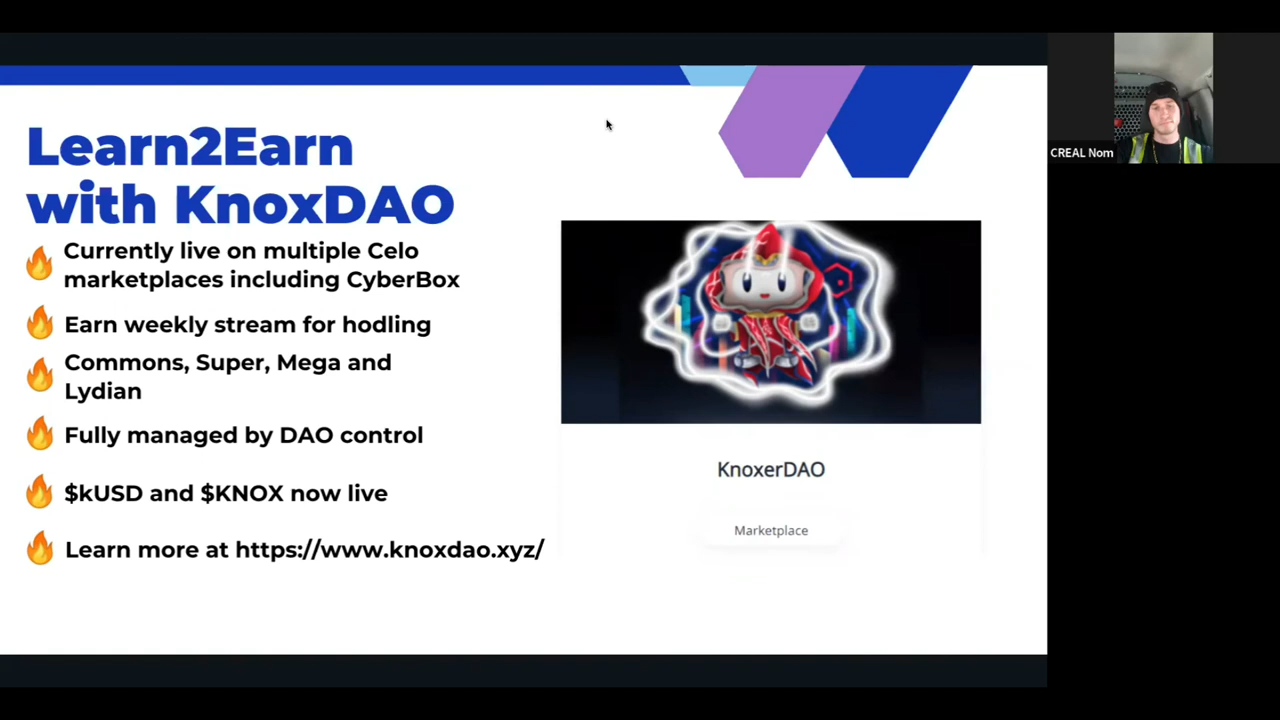 Learn2Earn
with KnoxDAO
🔥 Currently live on multiple Celo
marketplaces including CyberBox
🔥 Earn weekly stream for hodling
🔥 Commons, Super, Mega and
Lydian
🔥 Fully managed by DAO control
🔥 $kUSD and $KNOX now live
🔥 Learn more at https://www.knoxdao.xyz/
KnoxerDAO
Marketplace
CREAL Nom